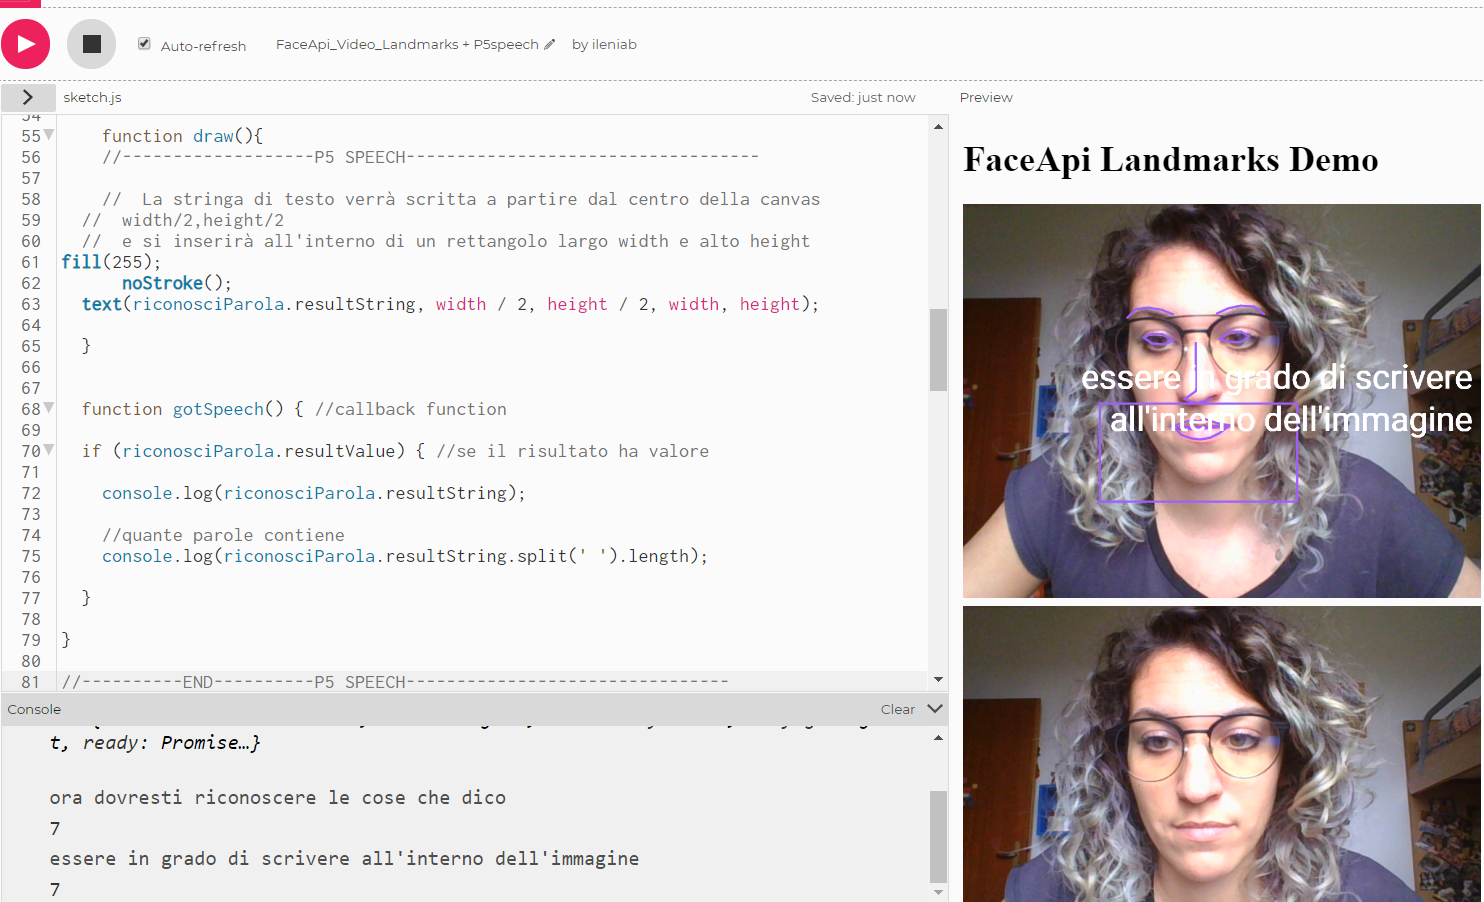 Auto-refresh FaceApi_Video_Landmarks + P5speech by ileniab
sketch.js Saved: just now Preview
54
55 function draw(){
56 //-------------------P5 SPEECH-----------------------------------
57
58 // La stringa di testo verrà scritta a partire dal centro della canvas
59 // width/2,height/2
60 // e si inserirà all'interno di un rettangolo largo width e alto height
61 fill(255);
62 noStroke();
63 text(riconosciParola.resultString, width / 2, height / 2, width, height);
64
65 }
66
67
68 function gotSpeech() { //callback function
69
70 if (riconosciParola.resultValue) { //se il risultato ha valore
71
72 console.log(riconosciParola.resultString);
73
74 //quante parole contiene
75 console.log(riconosciParola.resultString.split(' ').length);
76
77 }
78
79 }
80
81 //----------END----------P5 SPEECH--------------------------------
Console Clear
t, ready: Promise…}
ora dovresti riconoscere le cose che dico
7
essere in grado di scrivere all'interno dell'immagine
7
FaceApi Landmarks Demo
essere in grado di scrivere
all'interno dell'immagine